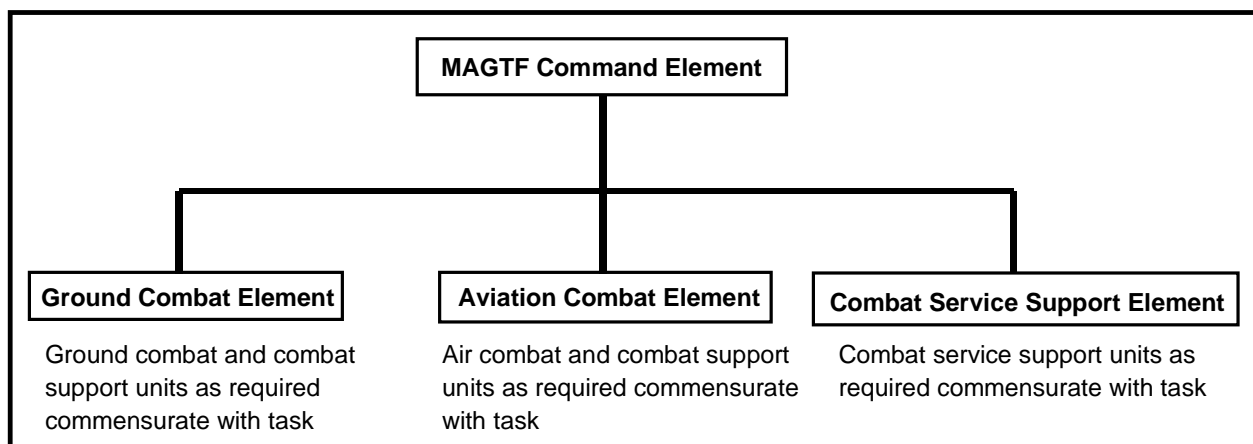 MAGTF Command Element
Ground Combat Element
Aviation Combat Element
Combat Service Support Element
Ground combat and combat
support units as required
commensurate with task
Air combat and combat support
units as required commensurate
with task
Combat service support units as
required commensurate with task